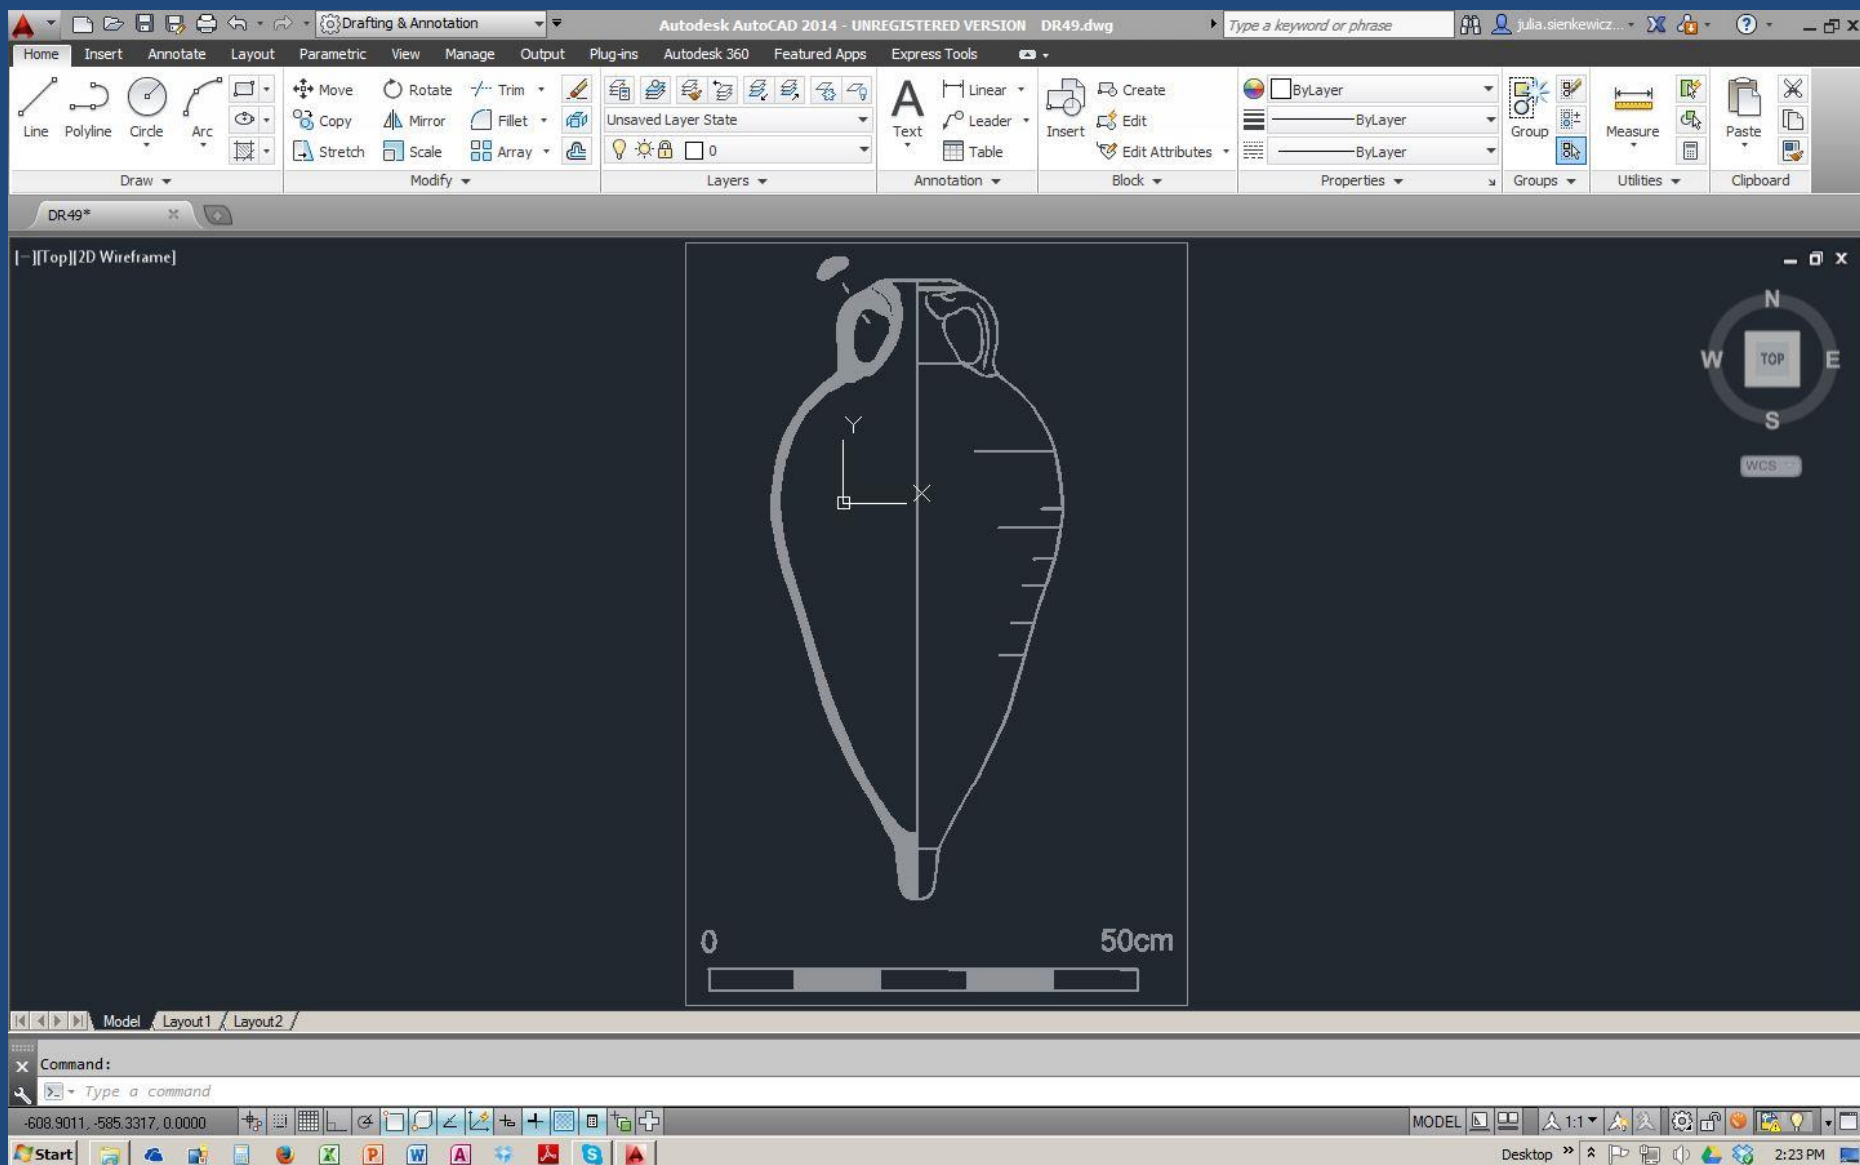 Drafting & Annotation
Autodesk AutoCAD 2014 - UNREGISTERED VERSION DR49.dwg
Type a keyword or phrase
julia.sienkewicz...
Home Insert Annotate Layout Parametric View Manage Output Plug-ins Autodesk 360 Featured Apps Express Tools
Line Polyline Circle Arc
Draw
Move Rotate Trim
Copy Mirror Fillet
Stretch Scale Array
Modify
Unsaved Layer State
0
Layers
Text
Linear
Leader
Table
Annotation
Insert
Create
Edit
Edit Attributes
Block
ByLayer
ByLayer
ByLayer
Properties
Group
Groups
Measure
Utilities
Paste
Clipboard
DR49*
[−][Top][2D Wireframe]
N
W TOP E
S
WCS
Y
X
0 50cm
Model Layout1 Layout2
Command:
Type a command
-608.9011, -585.3317, 0.0000
MODEL
1:1
Start
Desktop »
2:23 PM